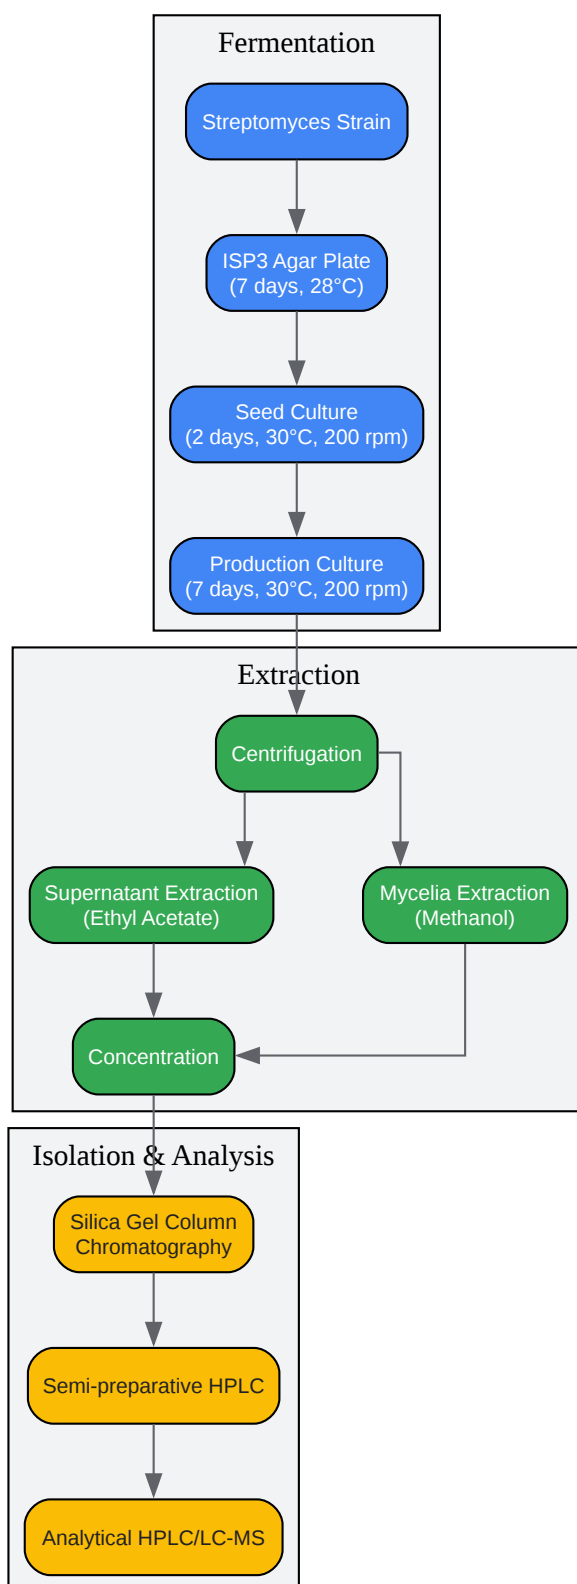 Fermentation
Streptomyces Strain
ISP3 Agar Plate
(7 days, 28°C)
Seed Culture
(2 days, 30°C, 200 rpm)
Production Culture
(7 days, 30°C, 200 rpm)
Extraction
Centrifugation
Supernatant Extraction
(Ethyl Acetate)
Mycelia Extraction
(Methanol)
Concentration
Isolation & Analysis
Silica Gel Column
Chromatography
Semi-preparative HPLC
Analytical HPLC/LC-MS